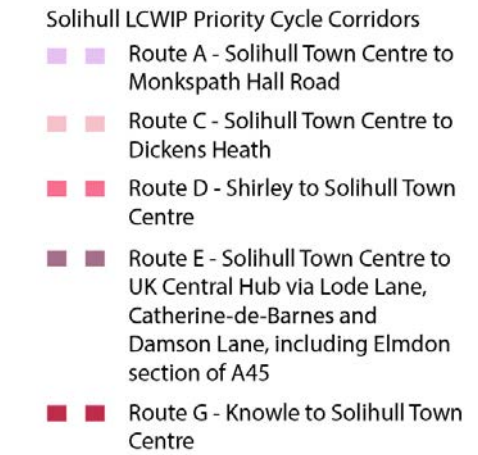 Solihull LCWIP Priority Cycle Corridors
Route A - Solihull Town Centre to
Monkspath Hall Road
Route C - Solihull Town Centre to
Dickens Heath
Route D - Shirley to Solihull Town
Centre
Route E - Solihull Town Centre to
UK Central Hub via Lode Lane,
Catherine-de-Barnes and
Damson Lane, including Elmdon
section of A45
Route G - Knowle to Solihull Town
Centre